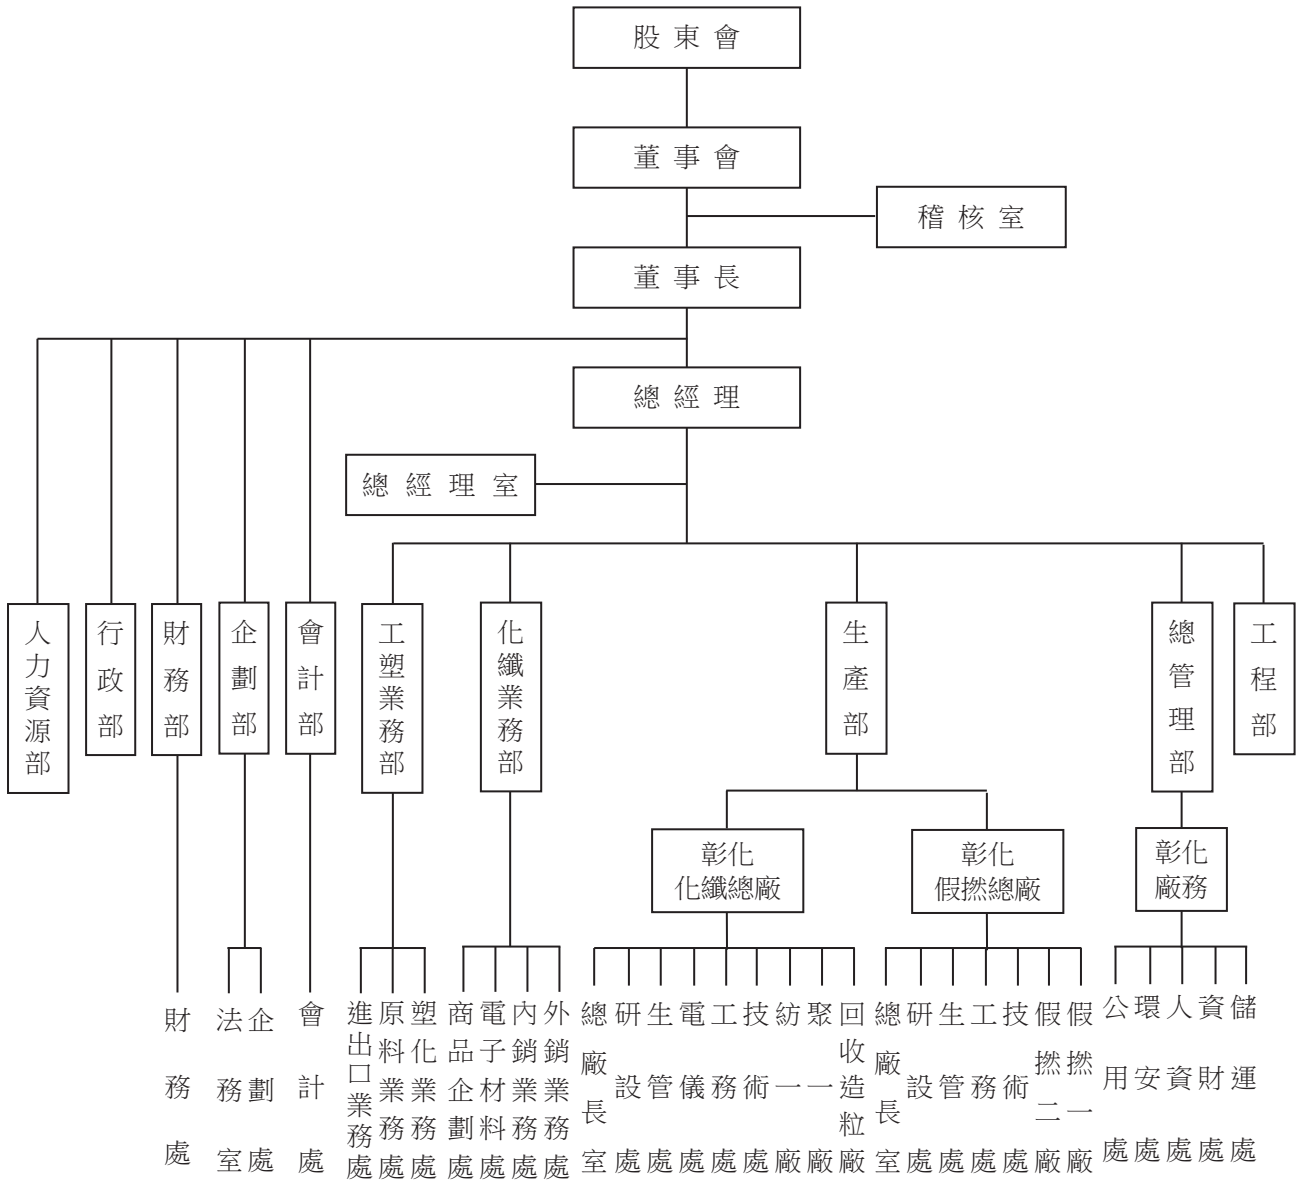 股東會
董事會
稽核室
董事長
總經理
總經理室
人力資源部
行政部
財務部
企劃部
會計部
工塑業務部
化纖業務部
生產部
總管理部
工程部
彰化
化纖總廠
彰化
假撚總廠
彰化
廠務
財務處
法務室
企劃處
會計處
進出口業務處
原料業務處
塑化業務處
商品企劃處
電子材料處
內銷業務處
外銷業務處
總廠長室
研設處
生管處
電儀處
工務處
技術處
紡一廠
聚一廠
回收造粒廠
總廠長室
研設處
生管處
工務處
技術處
假撚二廠
假撚一廠
公用處
環安處
人資處
資財處
儲運處